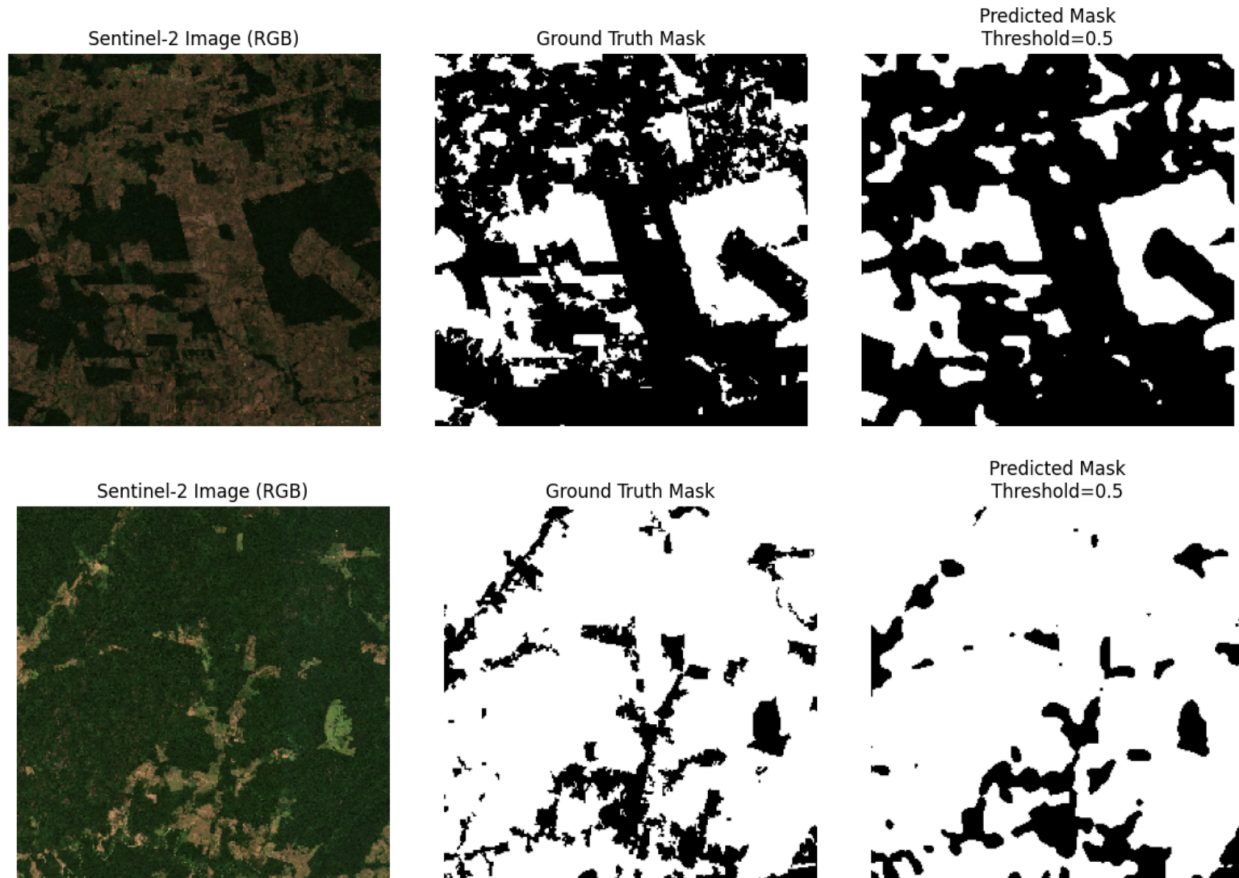 Sentinel-2 Image (RGB)
Ground Truth Mask
Predicted Mask
Threshold=0.5
Sentinel-2 Image (RGB)
Ground Truth Mask
Predicted Mask
Threshold=0.5